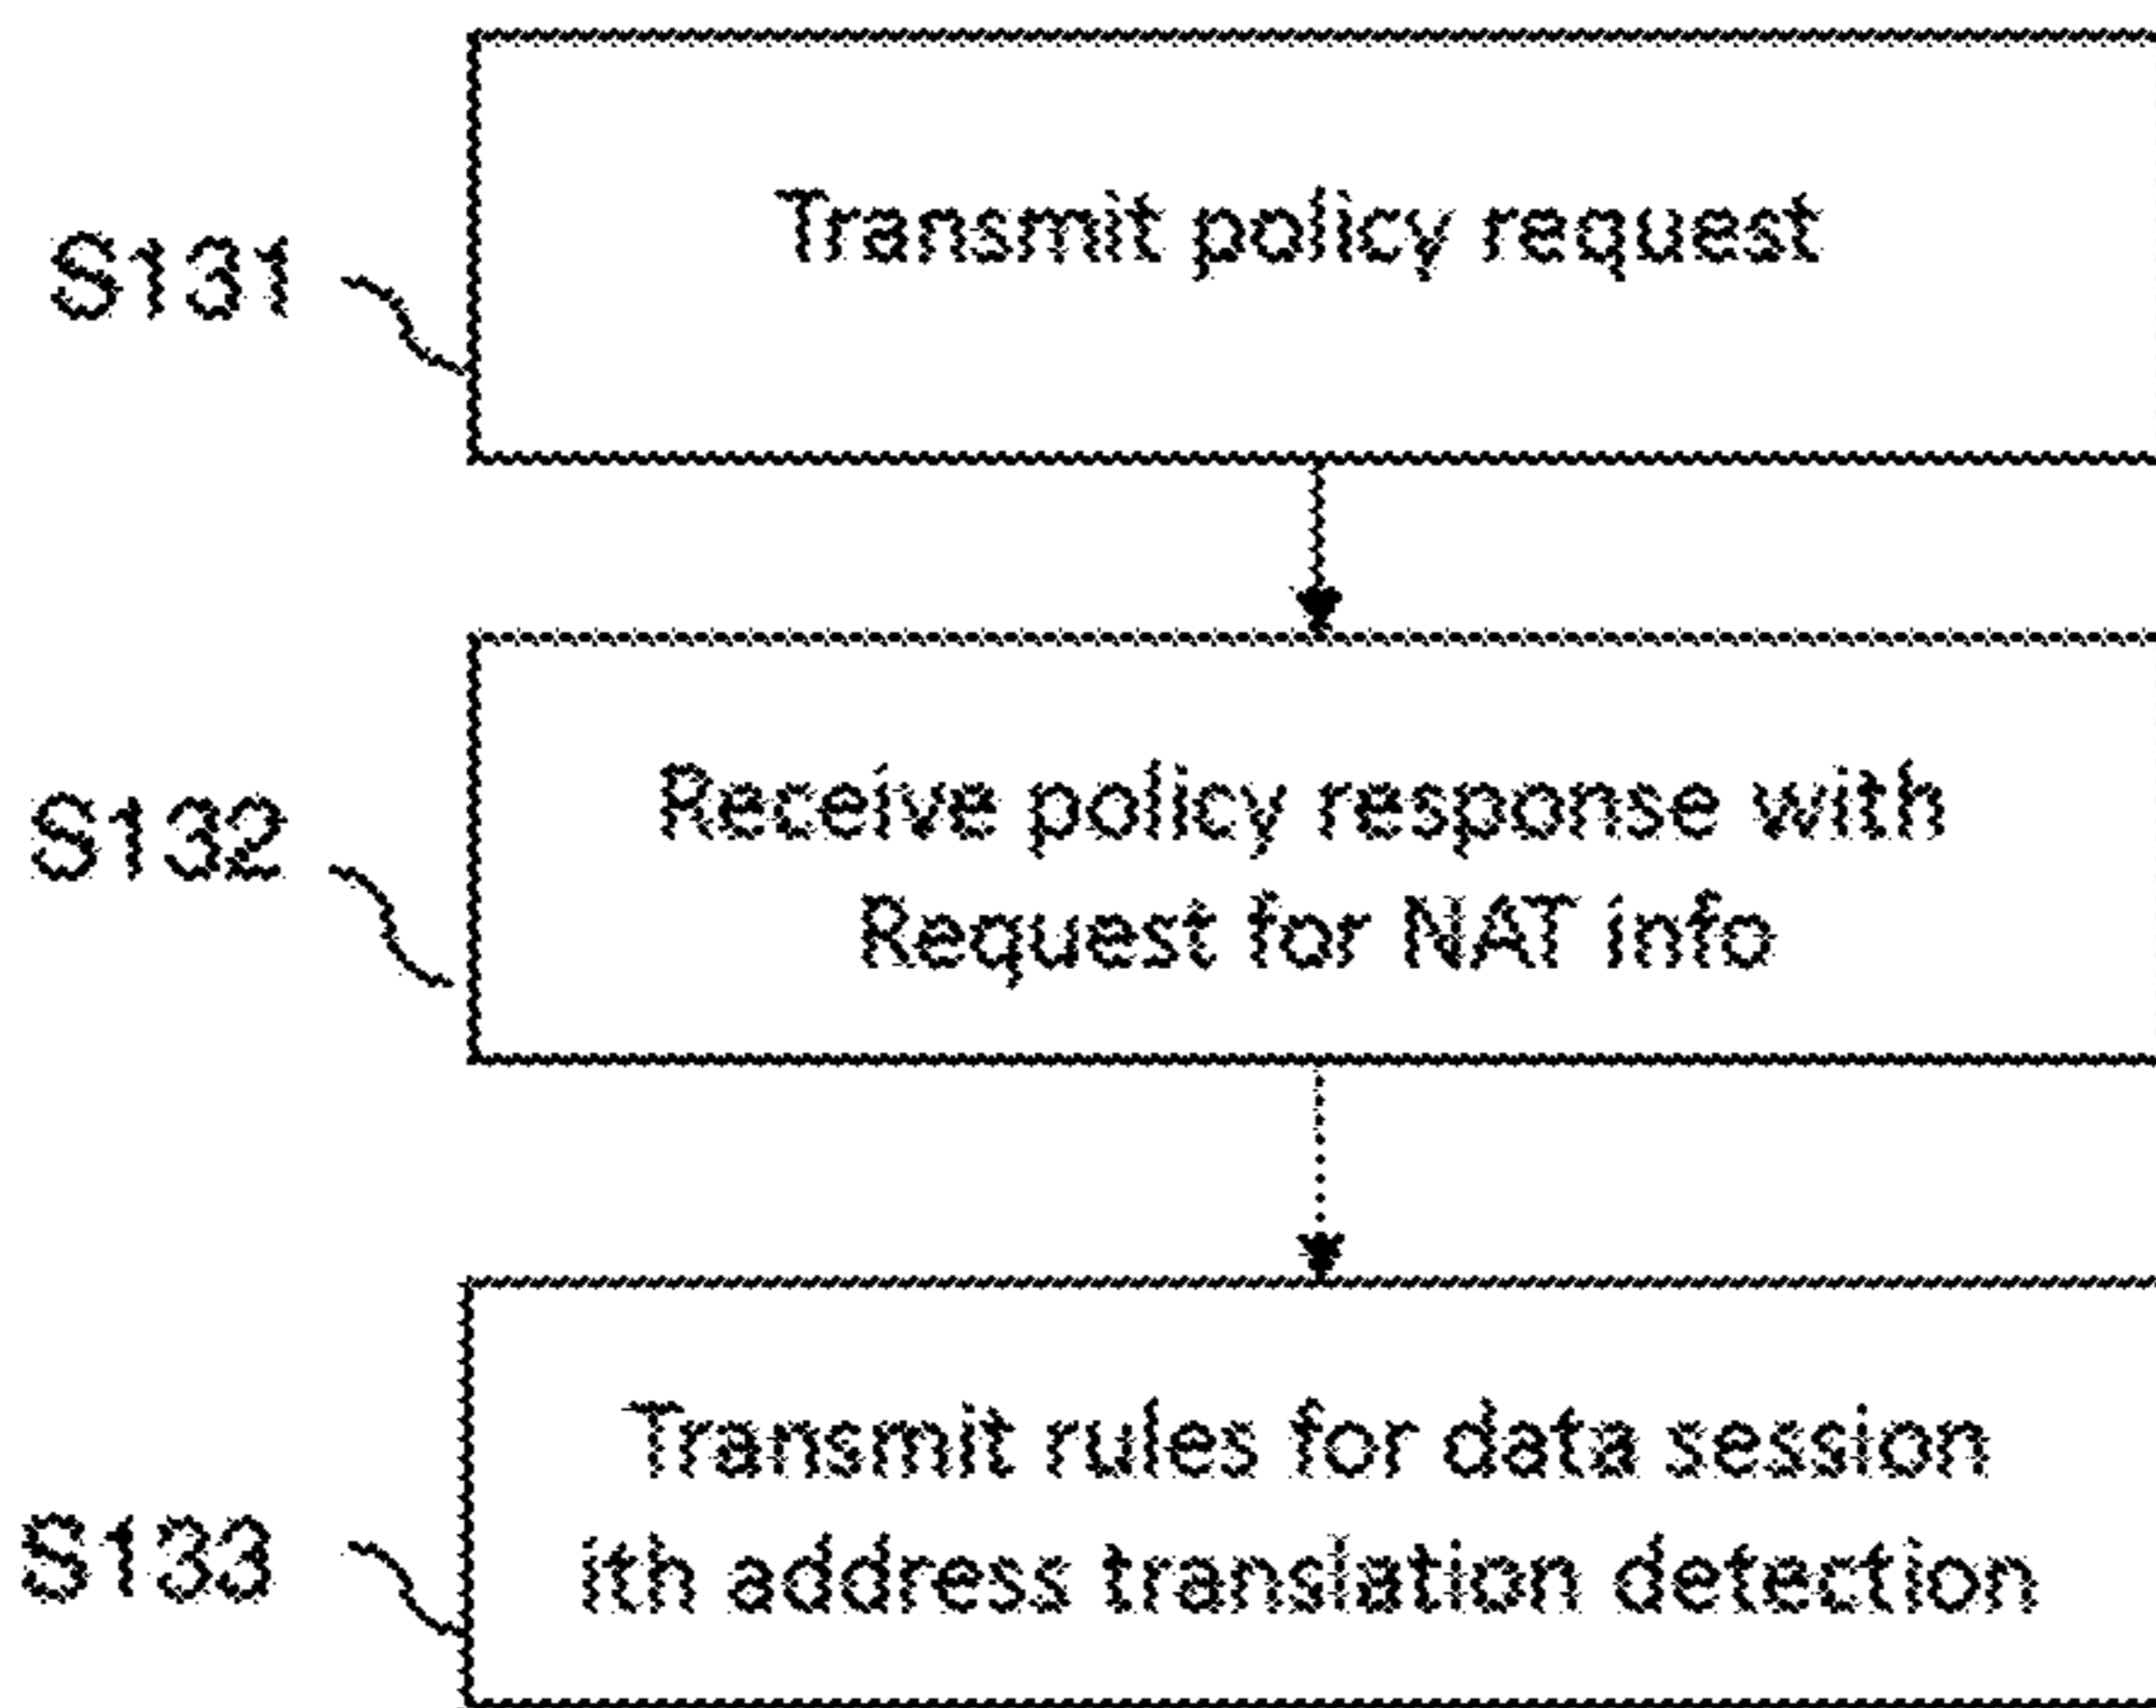 S131
Transmit policy request
S132
Receive policy response with
Request for NAT info
S133
Transmit rules for data session
ith address translation detection